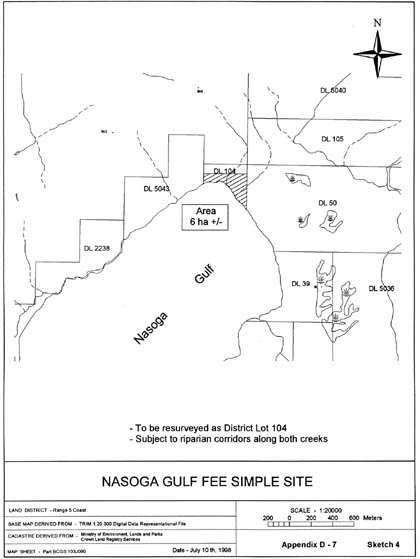 N
DL 5040
DL 105
DL 104
DL 5043
DL 50
Area
6 ha +/-
DL 2238
Gulf
DL 39
DL 5036
Nasoga
- To be resurveyed as District Lot 104
- Subject to riparian corridors along both creeks
NASOGA GULF FEE SIMPLE SITE
LAND DISTRICT - Range 5 Coast
BASE MAP DERIVED FROM - TRIM 1:20,000 Digital Data Representational File
CADASTRE DERIVED FROM - Ministry of Environment, Lands and Parks
Crown Land Registry Services
MAP SHEET - Part BCGS 103J.090
Date - July 10th, 1998
SCALE - 1:20000
200 0 200 400 600 Meters
Appendix D - 7
Sketch 4